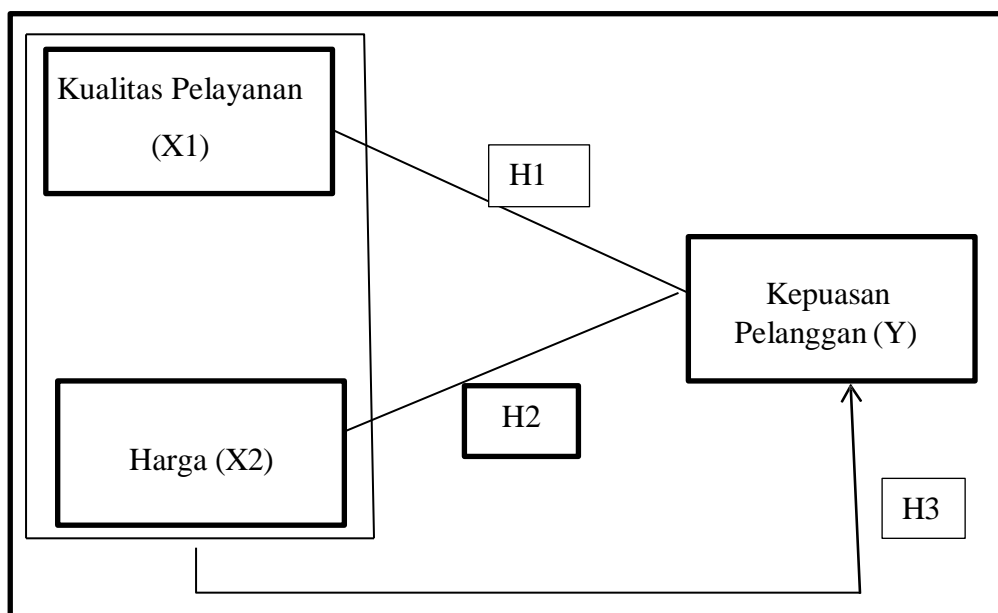 Kualitas Pelayanan
(X1)
H1
Kepuasan
Pelanggan (Y)
H2
Harga (X2)
H3